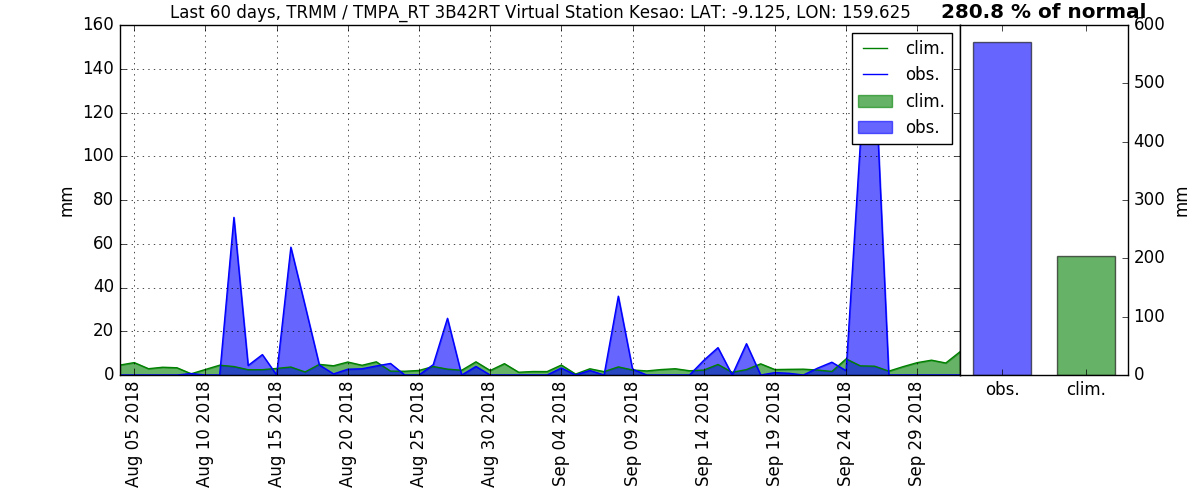 Last 60 days, TRMM / TMPA_RT 3B42RT Virtual Station Kesao: LAT: -9.125, LON: 159.625
280.8 % of normal
160
140
120
100
80
60
40
20
0
mm
clim.
obs.
clim.
obs.
Aug 05 2018
Aug 10 2018
Aug 15 2018
Aug 20 2018
Aug 25 2018
Aug 30 2018
Sep 04 2018
Sep 09 2018
Sep 14 2018
Sep 19 2018
Sep 24 2018
Sep 29 2018
600
500
400
300
200
100
0
mm
obs.
clim.